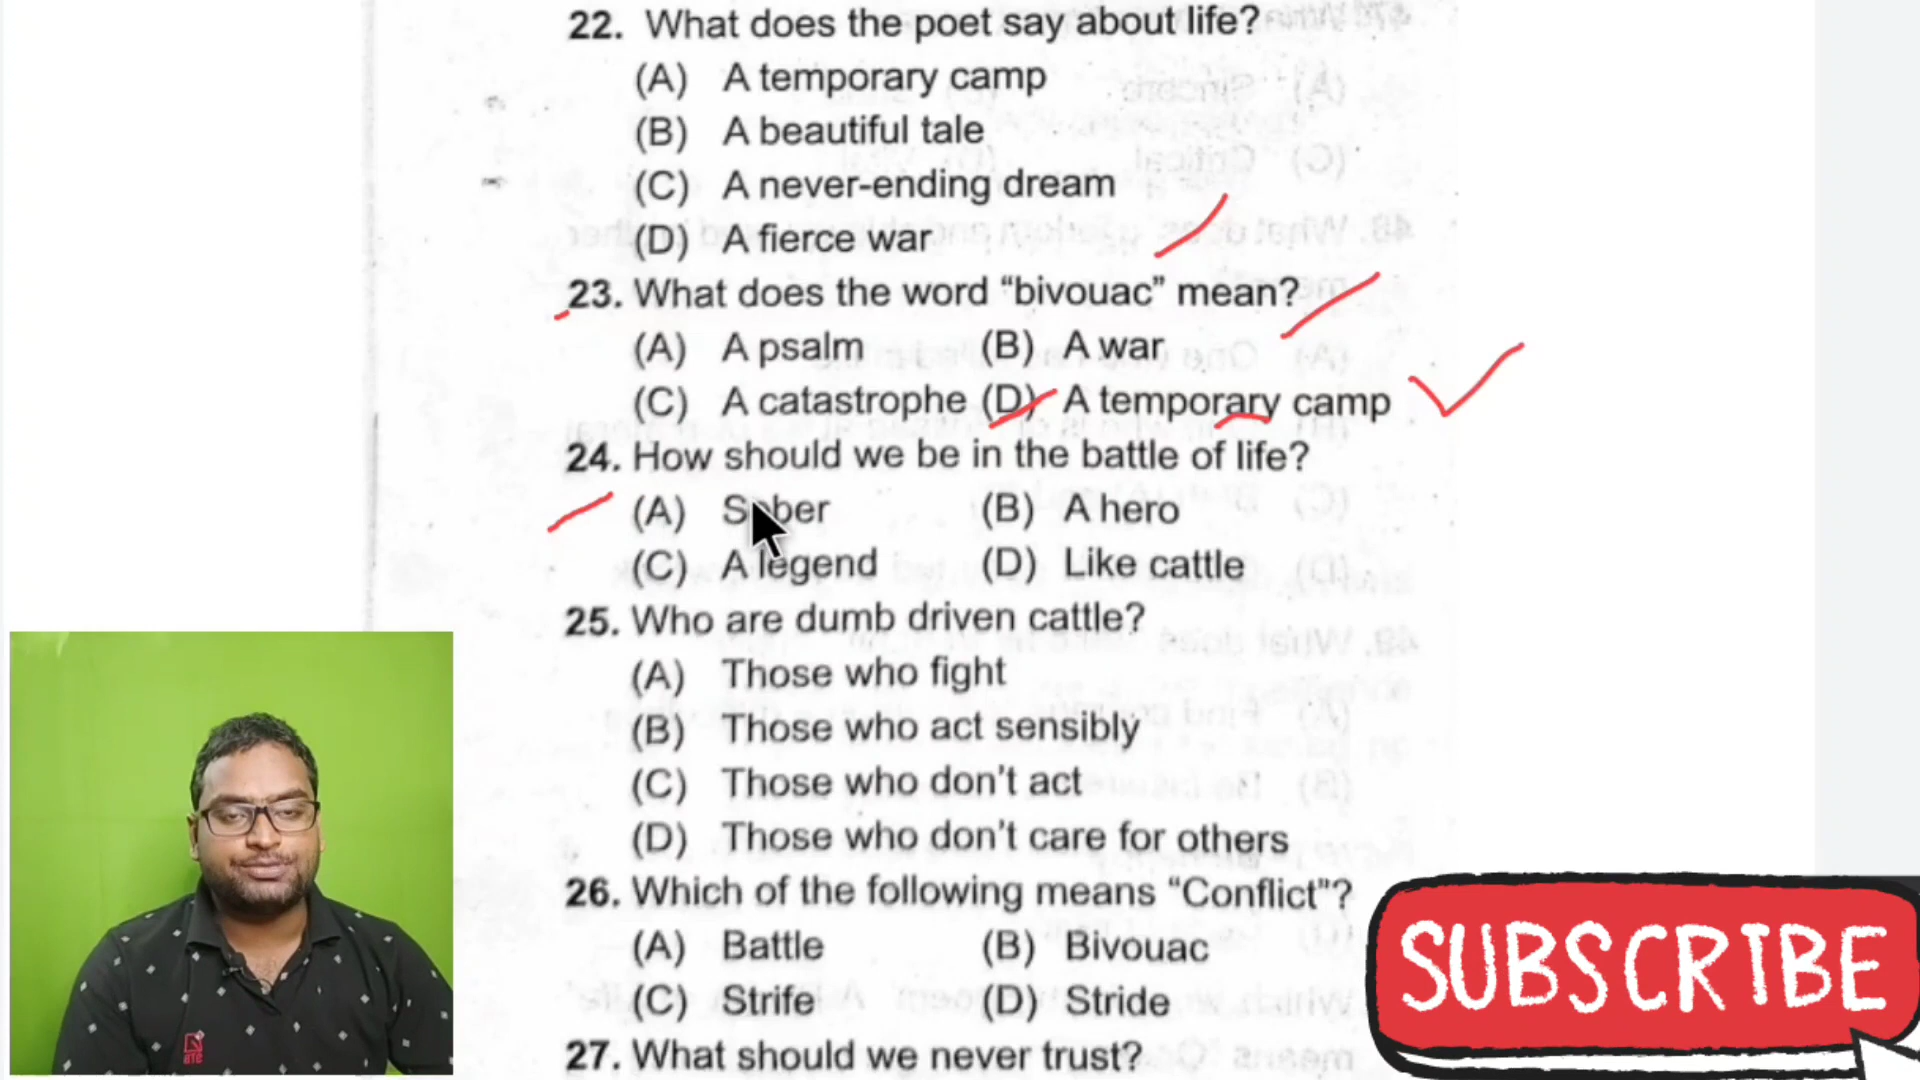 22. What does the poet say about life?
(A) A temporary camp
(B) A beautiful tale
(C) A never-ending dream
(D) A fierce war
23. What does the word “bivouac” mean?
(A) A psalm (B) A war
(C) A catastrophe (D) A temporary camp
24. How should we be in the battle of life?
(A) Sober (B) A hero
(C) A legend (D) Like cattle
25. Who are dumb driven cattle?
(A) Those who fight
(B) Those who act sensibly
(C) Those who don't act
(D) Those who don't care for others
26. Which of the following means “Conflict"?
(A) Battle (B) Bivouac
(C) Strife (D) Stride
27. What should we never trust?
SUBSCRIBE